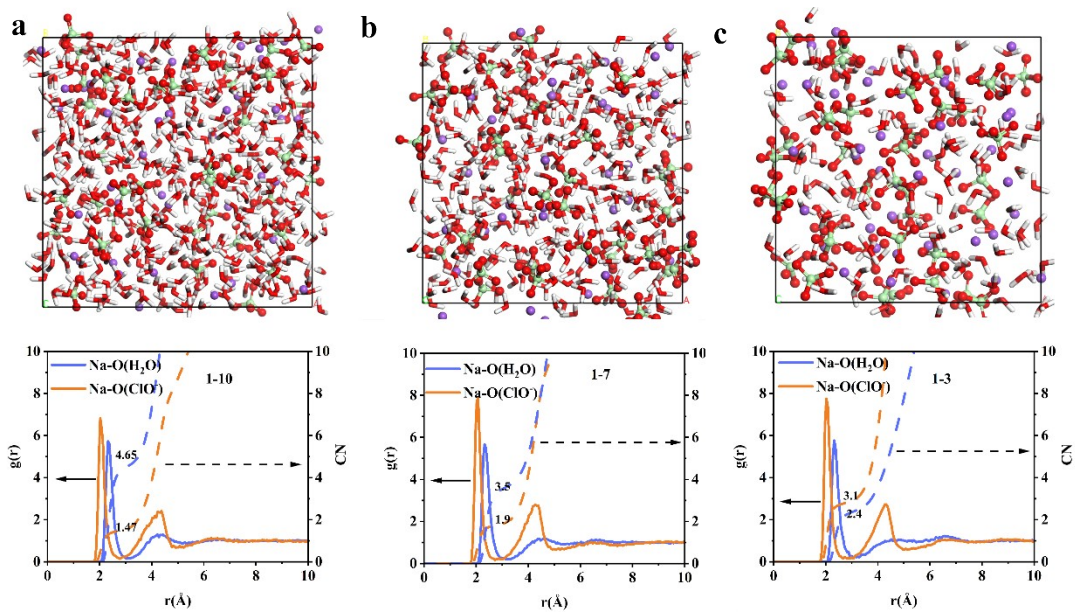 a
b
c
B
C
A
C
Na-O(H₂O)
Na-O(ClO⁻)
1-10
4.65
1.47
g(r)
CN
0 2 4 6 8 10
0 2 4 6 8 10
0 2 4 6 8 10
r(Å)
Na-O(H₂O)
Na-O(ClO⁻)
1-7
3.5
1.9
g(r)
CN
0 2 4 6 8 10
0 2 4 6 8 10
0 2 4 6 8 10
r(Å)
Na-O(H₂O)
Na-O(ClO⁻)
1-3
3.1
2.4
g(r)
CN
0 2 4 6 8 10
0 2 4 6 8 10
0 2 4 6 8 10
r(Å)